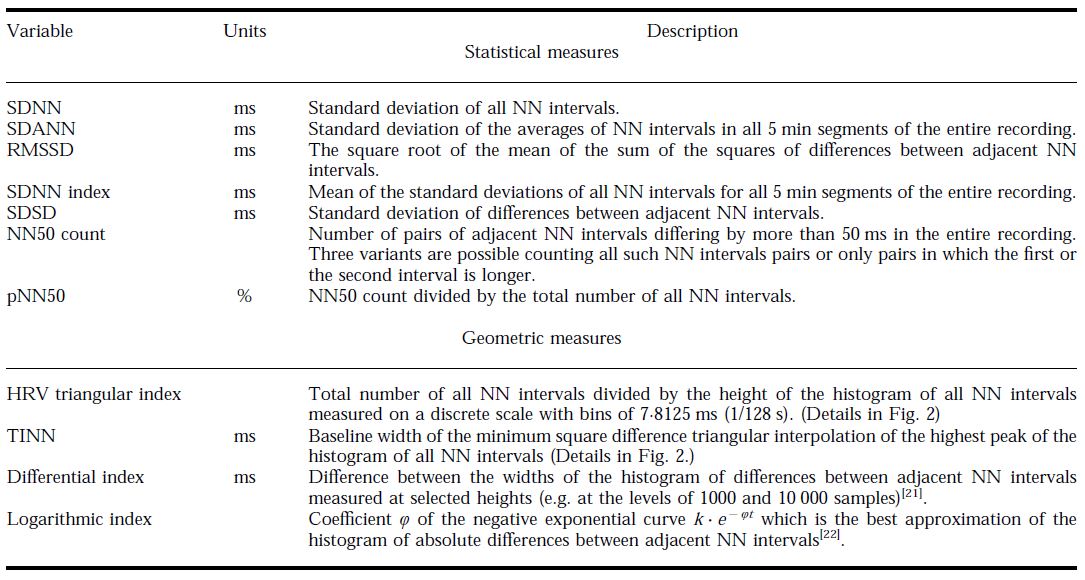 Variable Units Description
Statistical measures
SDNN ms Standard deviation of all NN intervals.
SDANN ms Standard deviation of the averages of NN intervals in all 5 min segments of the entire recording.
RMSSD ms The square root of the mean of the sum of the squares of differences between adjacent NN
intervals.
SDNN index ms Mean of the standard deviations of all NN intervals for all 5 min segments of the entire recording.
SDSD ms Standard deviation of differences between adjacent NN intervals.
NN50 count Number of pairs of adjacent NN intervals differing by more than 50 ms in the entire recording.
Three variants are possible counting all such NN intervals pairs or only pairs in which the first or
the second interval is longer.
pNN50 % NN50 count divided by the total number of all NN intervals.
Geometric measures
HRV triangular index Total number of all NN intervals divided by the height of the histogram of all NN intervals
measured on a discrete scale with bins of 7·8125 ms (1/128 s). (Details in Fig. 2)
TINN ms Baseline width of the minimum square difference triangular interpolation of the highest peak of the
histogram of all NN intervals (Details in Fig. 2.)
Differential index ms Difference between the widths of the histogram of differences between adjacent NN intervals
measured at selected heights (e.g. at the levels of 1000 and 10 000 samples)[21].
Logarithmic index Coefficient φ of the negative exponential curve k · e^−φt which is the best approximation of the
histogram of absolute differences between adjacent NN intervals[22].